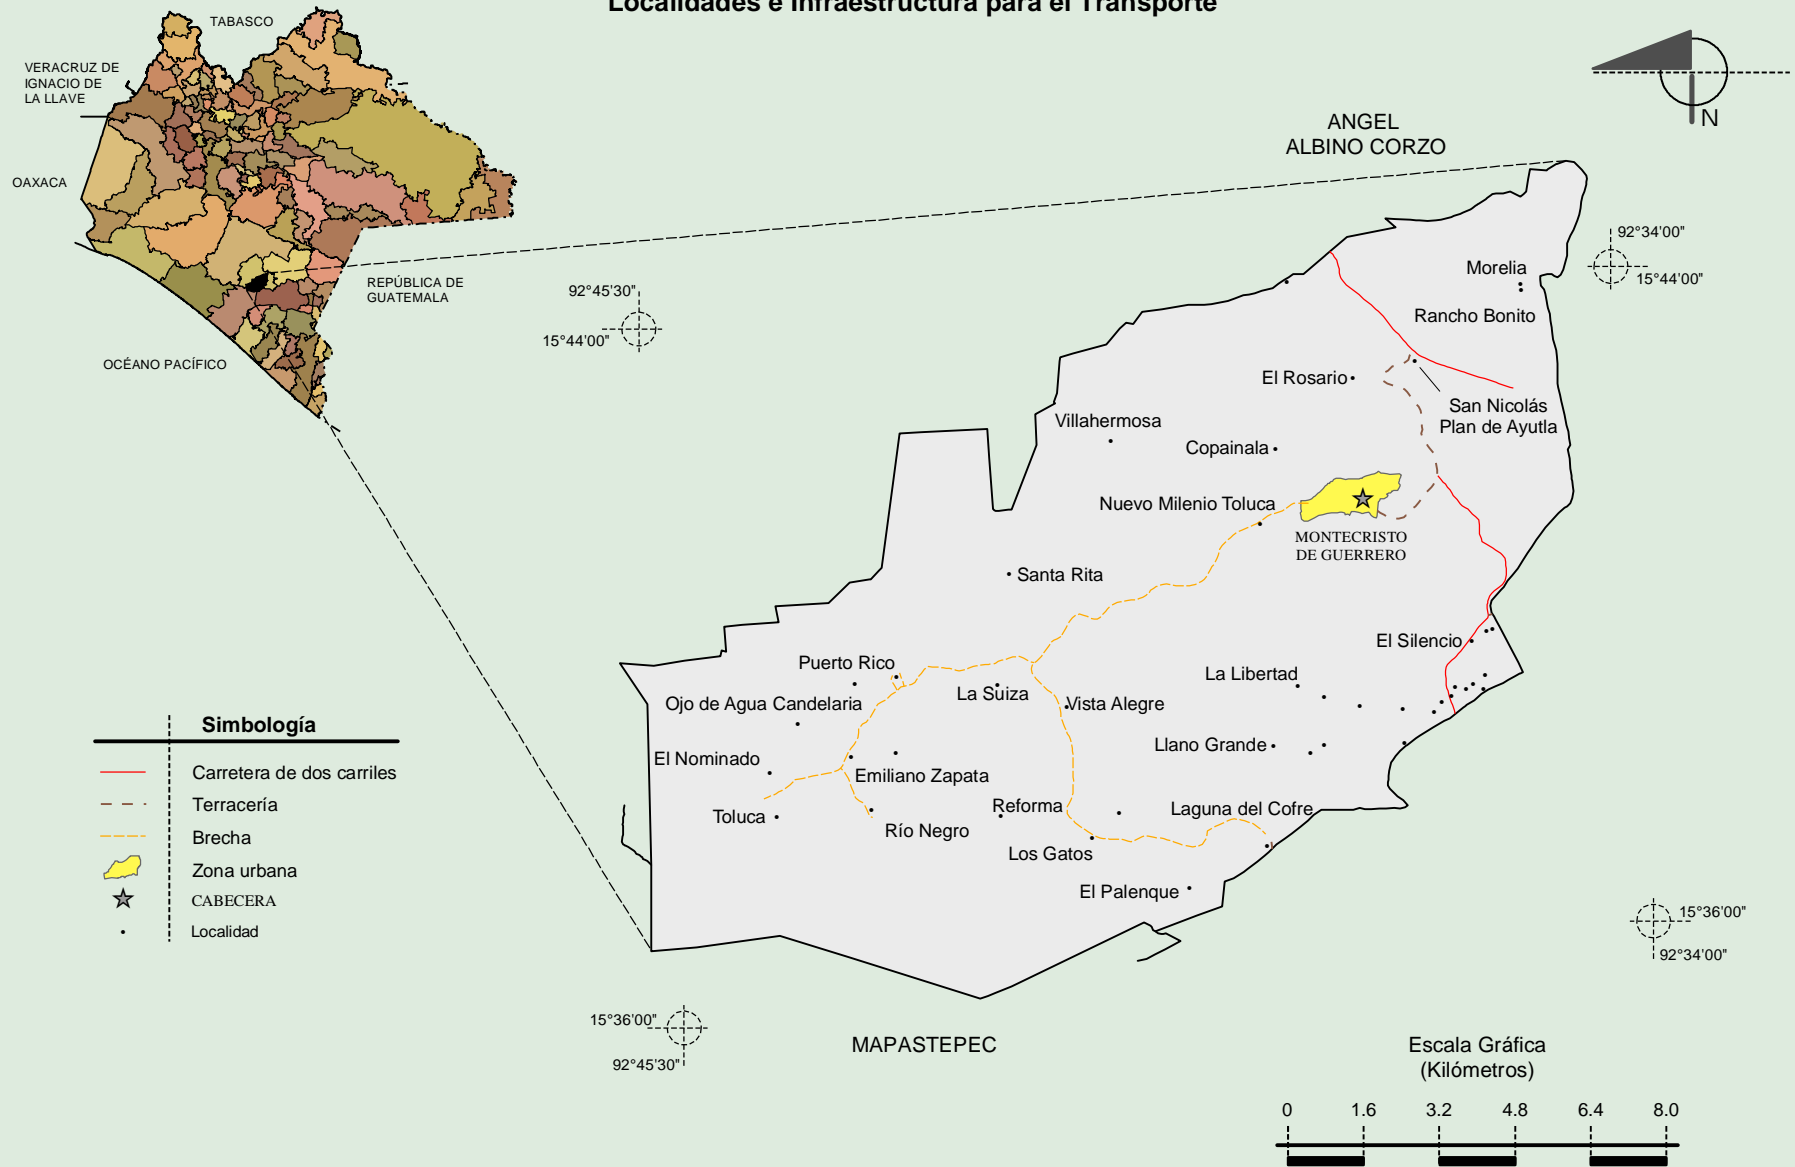 Localidades e Infraestructura para el Transporte
TABASCO
VERACRUZ DE
IGNACIO DE
LA LLAVE
OAXACA
REPÚBLICA DE
GUATEMALA
OCÉANO PACÍFICO
N
ANGEL
ALBINO CORZO
92°34'00"
15°44'00"
92°45'30"
15°44'00"
Morelia
Rancho Bonito
El Rosario
San Nicolás
Plan de Ayutla
Villahermosa
Copainala
Nuevo Milenio Toluca
MONTECRISTO
DE GUERRERO
Santa Rita
El Silencio
Puerto Rico
La Libertad
La Suiza
Ojo de Agua Candelaria
Vista Alegre
Llano Grande
El Nominado
Emiliano Zapata
Reforma
Laguna del Cofre
Toluca
Río Negro
Los Gatos
El Palenque
Simbología
Carretera de dos carriles
Terracería
Brecha
Zona urbana
CABECERA
Localidad
15°36'00"
92°34'00"
15°36'00"
92°45'30"
MAPASTEPEC
Escala Gráfica
(Kilómetros)
0 1.6 3.2 4.8 6.4 8.0